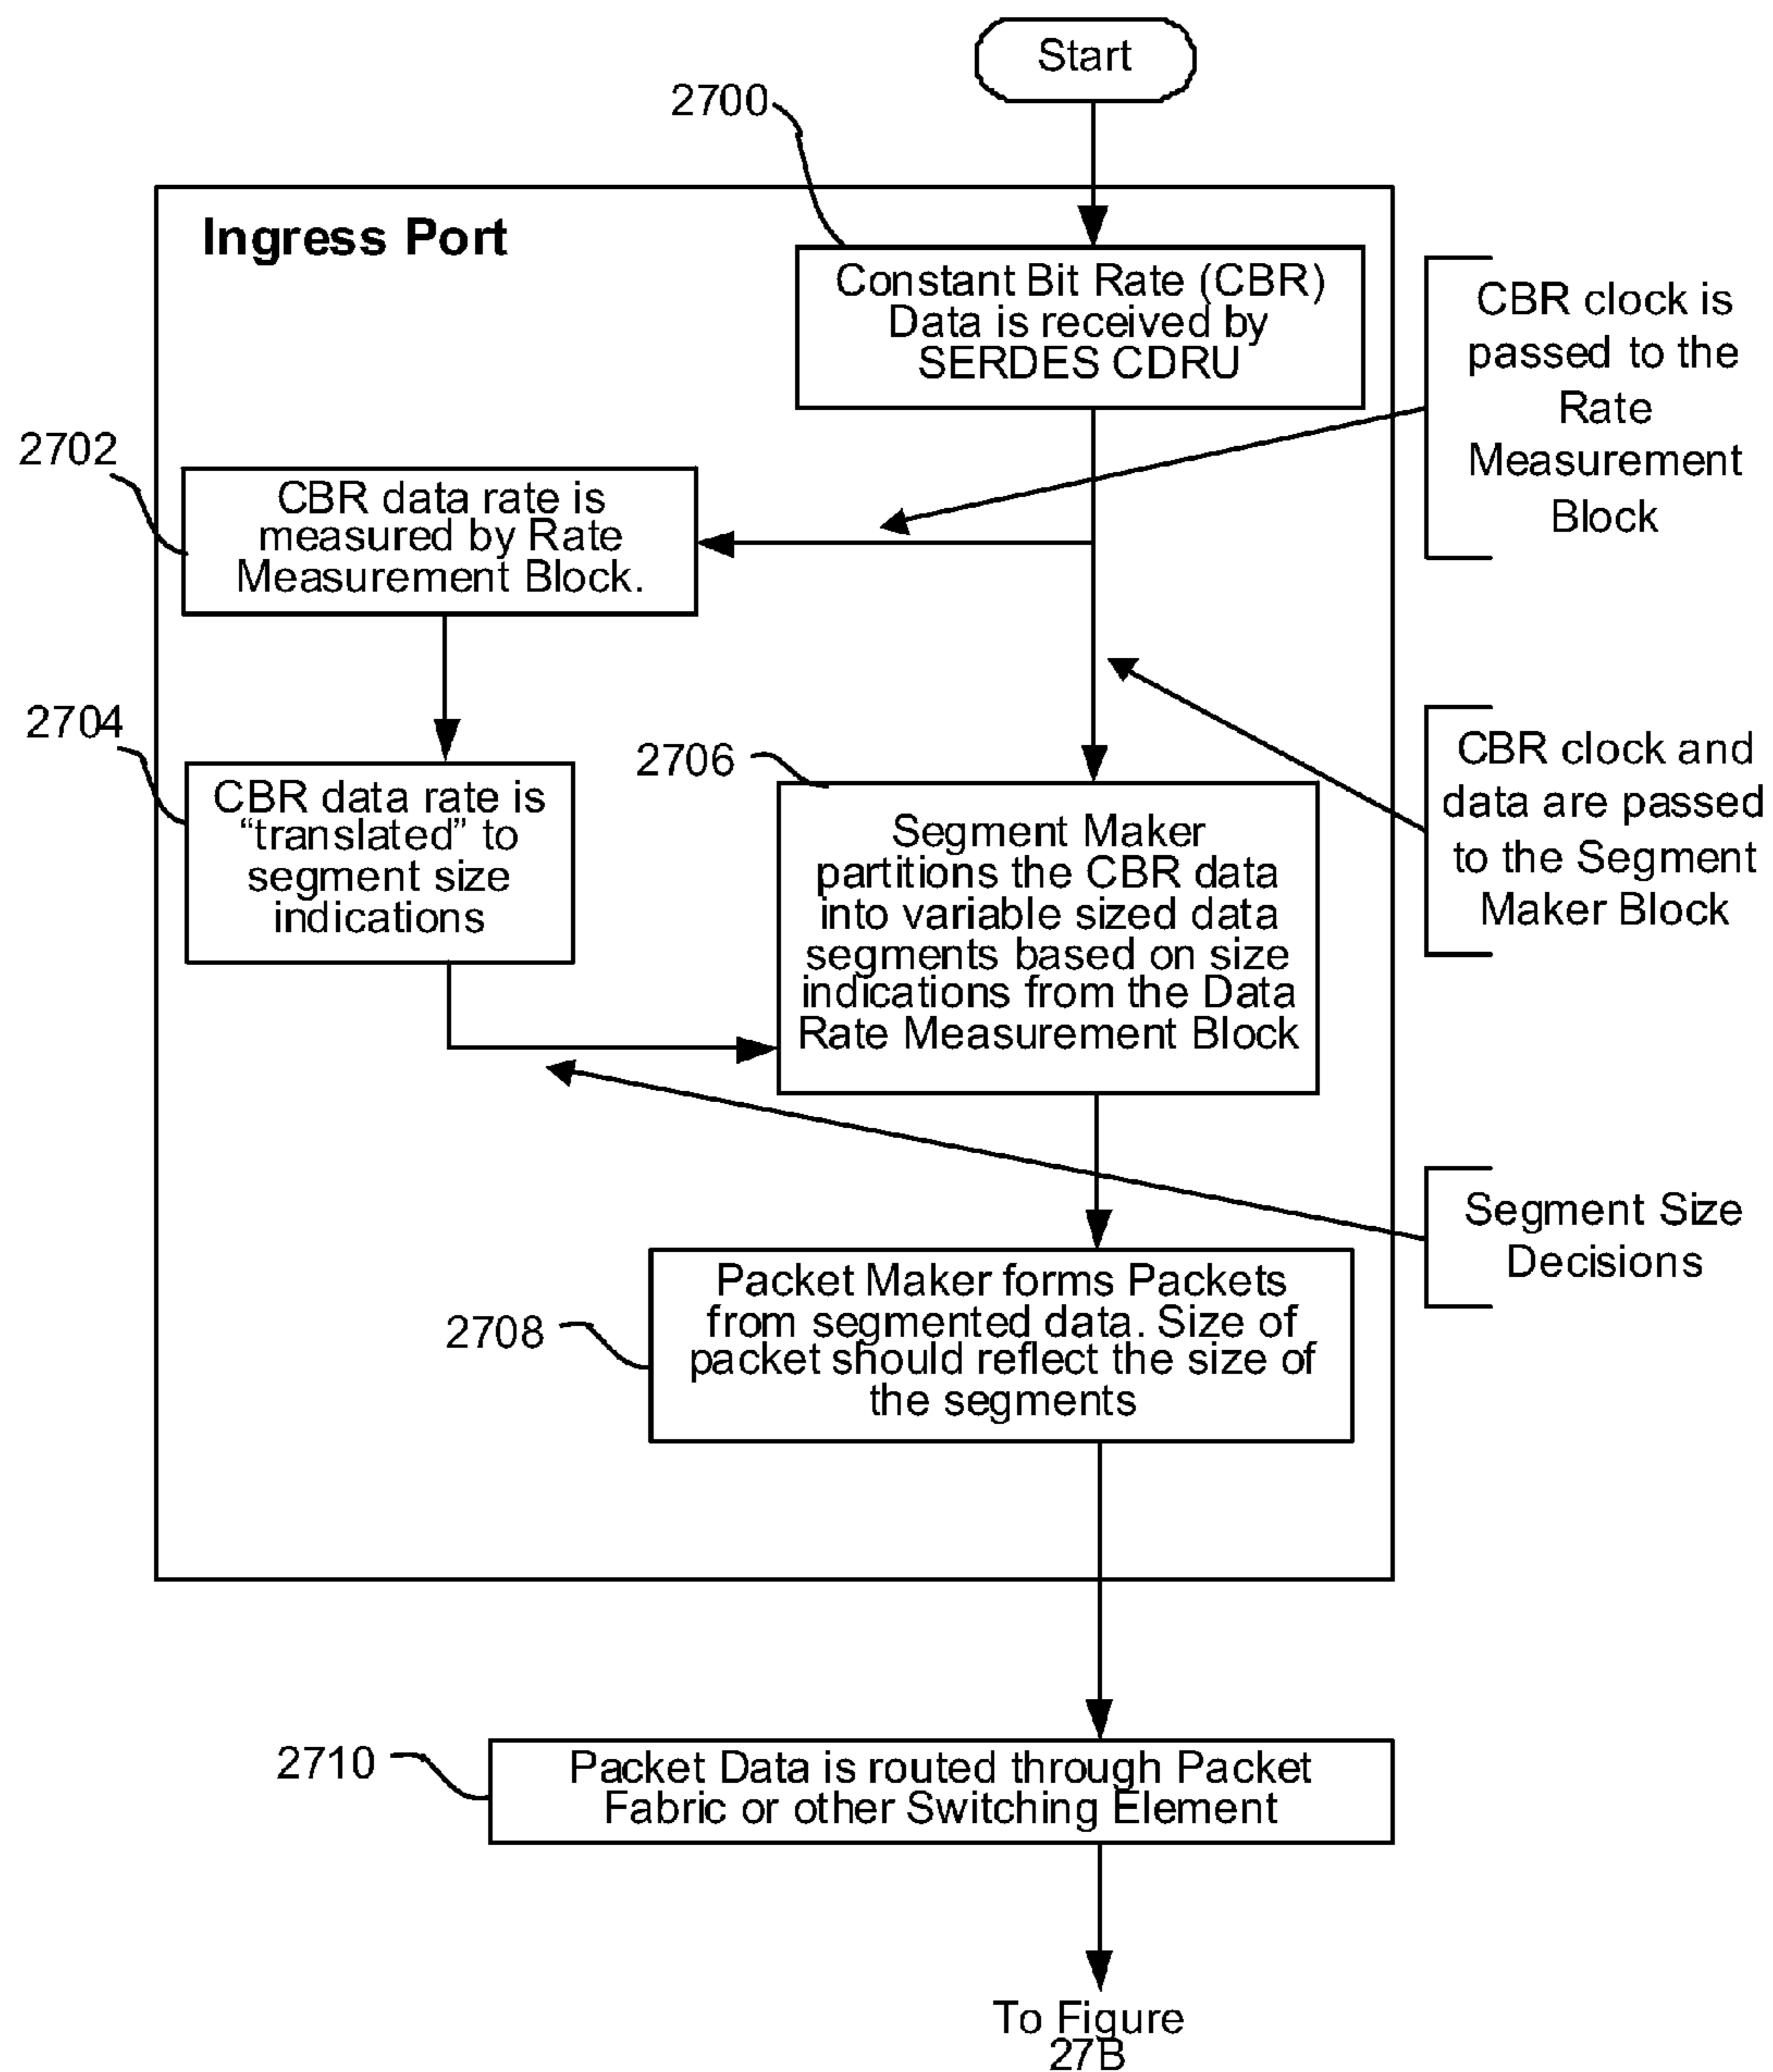 Start
2700
Ingress Port
Constant Bit Rate (CBR)
Data is received by
SERDES CDRU
CBR clock is
passed to the
Rate
Measurement
Block
2702
CBR data rate is
measured by Rate
Measurement Block.
2704
CBR data rate is
“translated” to
segment size
indications
2706
Segment Maker
partitions the CBR data
into variable sized data
segments based on size
indications from the Data
Rate Measurement Block
CBR clock and
data are passed
to the Segment
Maker Block
Segment Size
Decisions
2708
Packet Maker forms Packets
from segmented data. Size of
packet should reflect the size of
the segments
2710
Packet Data is routed through Packet
Fabric or other Switching Element
To Figure
27B